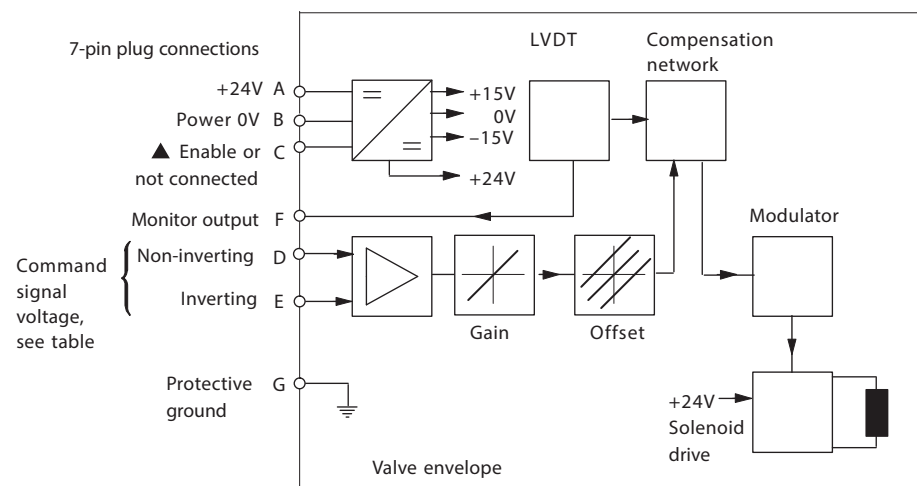 7-pin plug connections
+24V A
Power 0V B
▲ Enable or
not connected
C
Monitor output F
Command
signal
voltage,
see table
Non-inverting D
Inverting E
Protective
ground
G
+15V
0V
–15V
+24V
LVDT
Compensation
network
Gain
Offset
Modulator
+24V
Solenoid
drive
Valve envelope